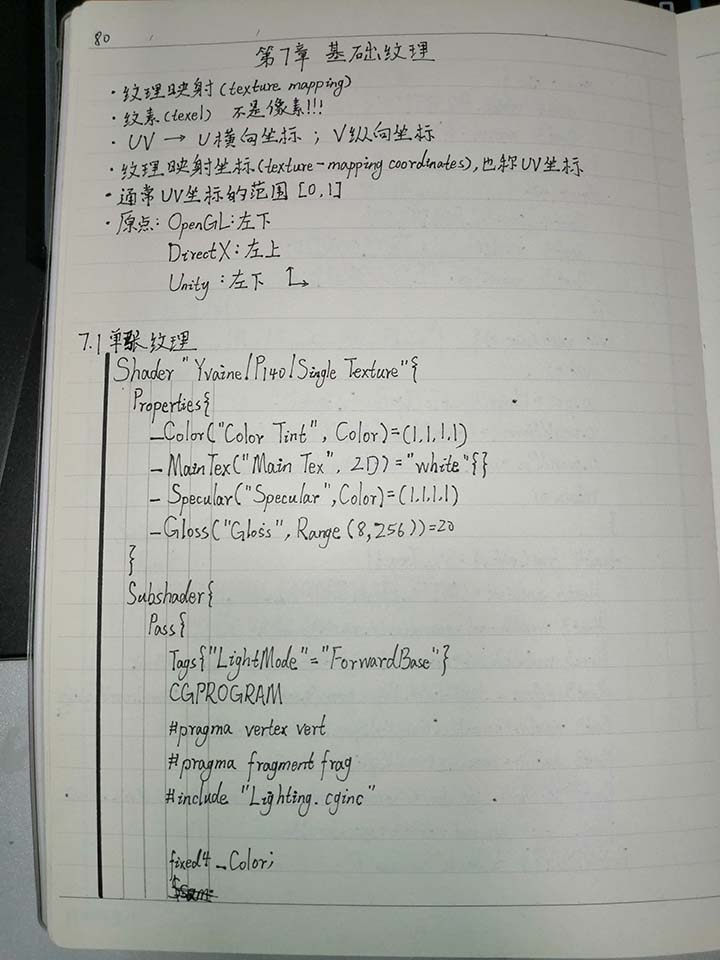 80
第7章 基础纹理
· 纹理映射(texture mapping)
· 纹素(texel) 不是像素!!!
· UV → U横向坐标 ; V纵向坐标
· 纹理映射坐标(texture-mapping coordinates),也称UV坐标
· 通常UV坐标的范围[0,1]
· 原点: OpenGL:左下
DirectX:左上
Unity:左下
7.1 单张纹理
Shader "Yvaine/P140/Single Texture"{
Properties{
_Color("Color Tint", Color)=(1.1.1.1)
_MainTex("Main Tex", 2D)="white"{}
_Specular("Specular",Color)=(1.1.1.1)
_Gloss("Gloss", Range(8,256))=20
}
Subshader{
Pass{
Tags{"LightMode"="ForwardBase"}
CGPROGRAM
#pragma vertex vert
#pragma fragment frag
#include "Lighting.cginc"
fixed4 _Color;